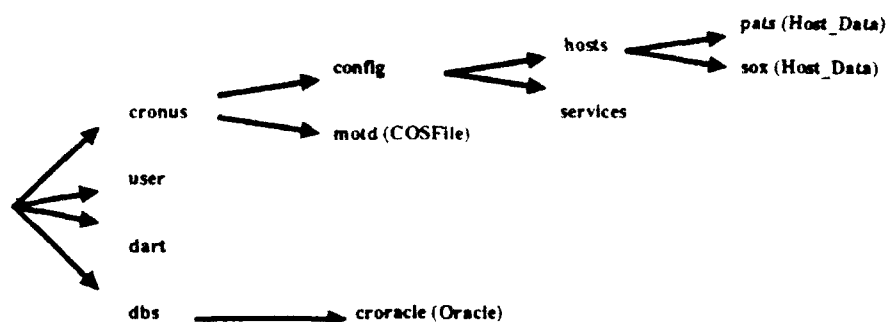 pats (Host_Data)
hosts
config
sox (Host_Data)
cronus
services
motd (COSFile)
user
dart
dbs
croracle (Oracle)